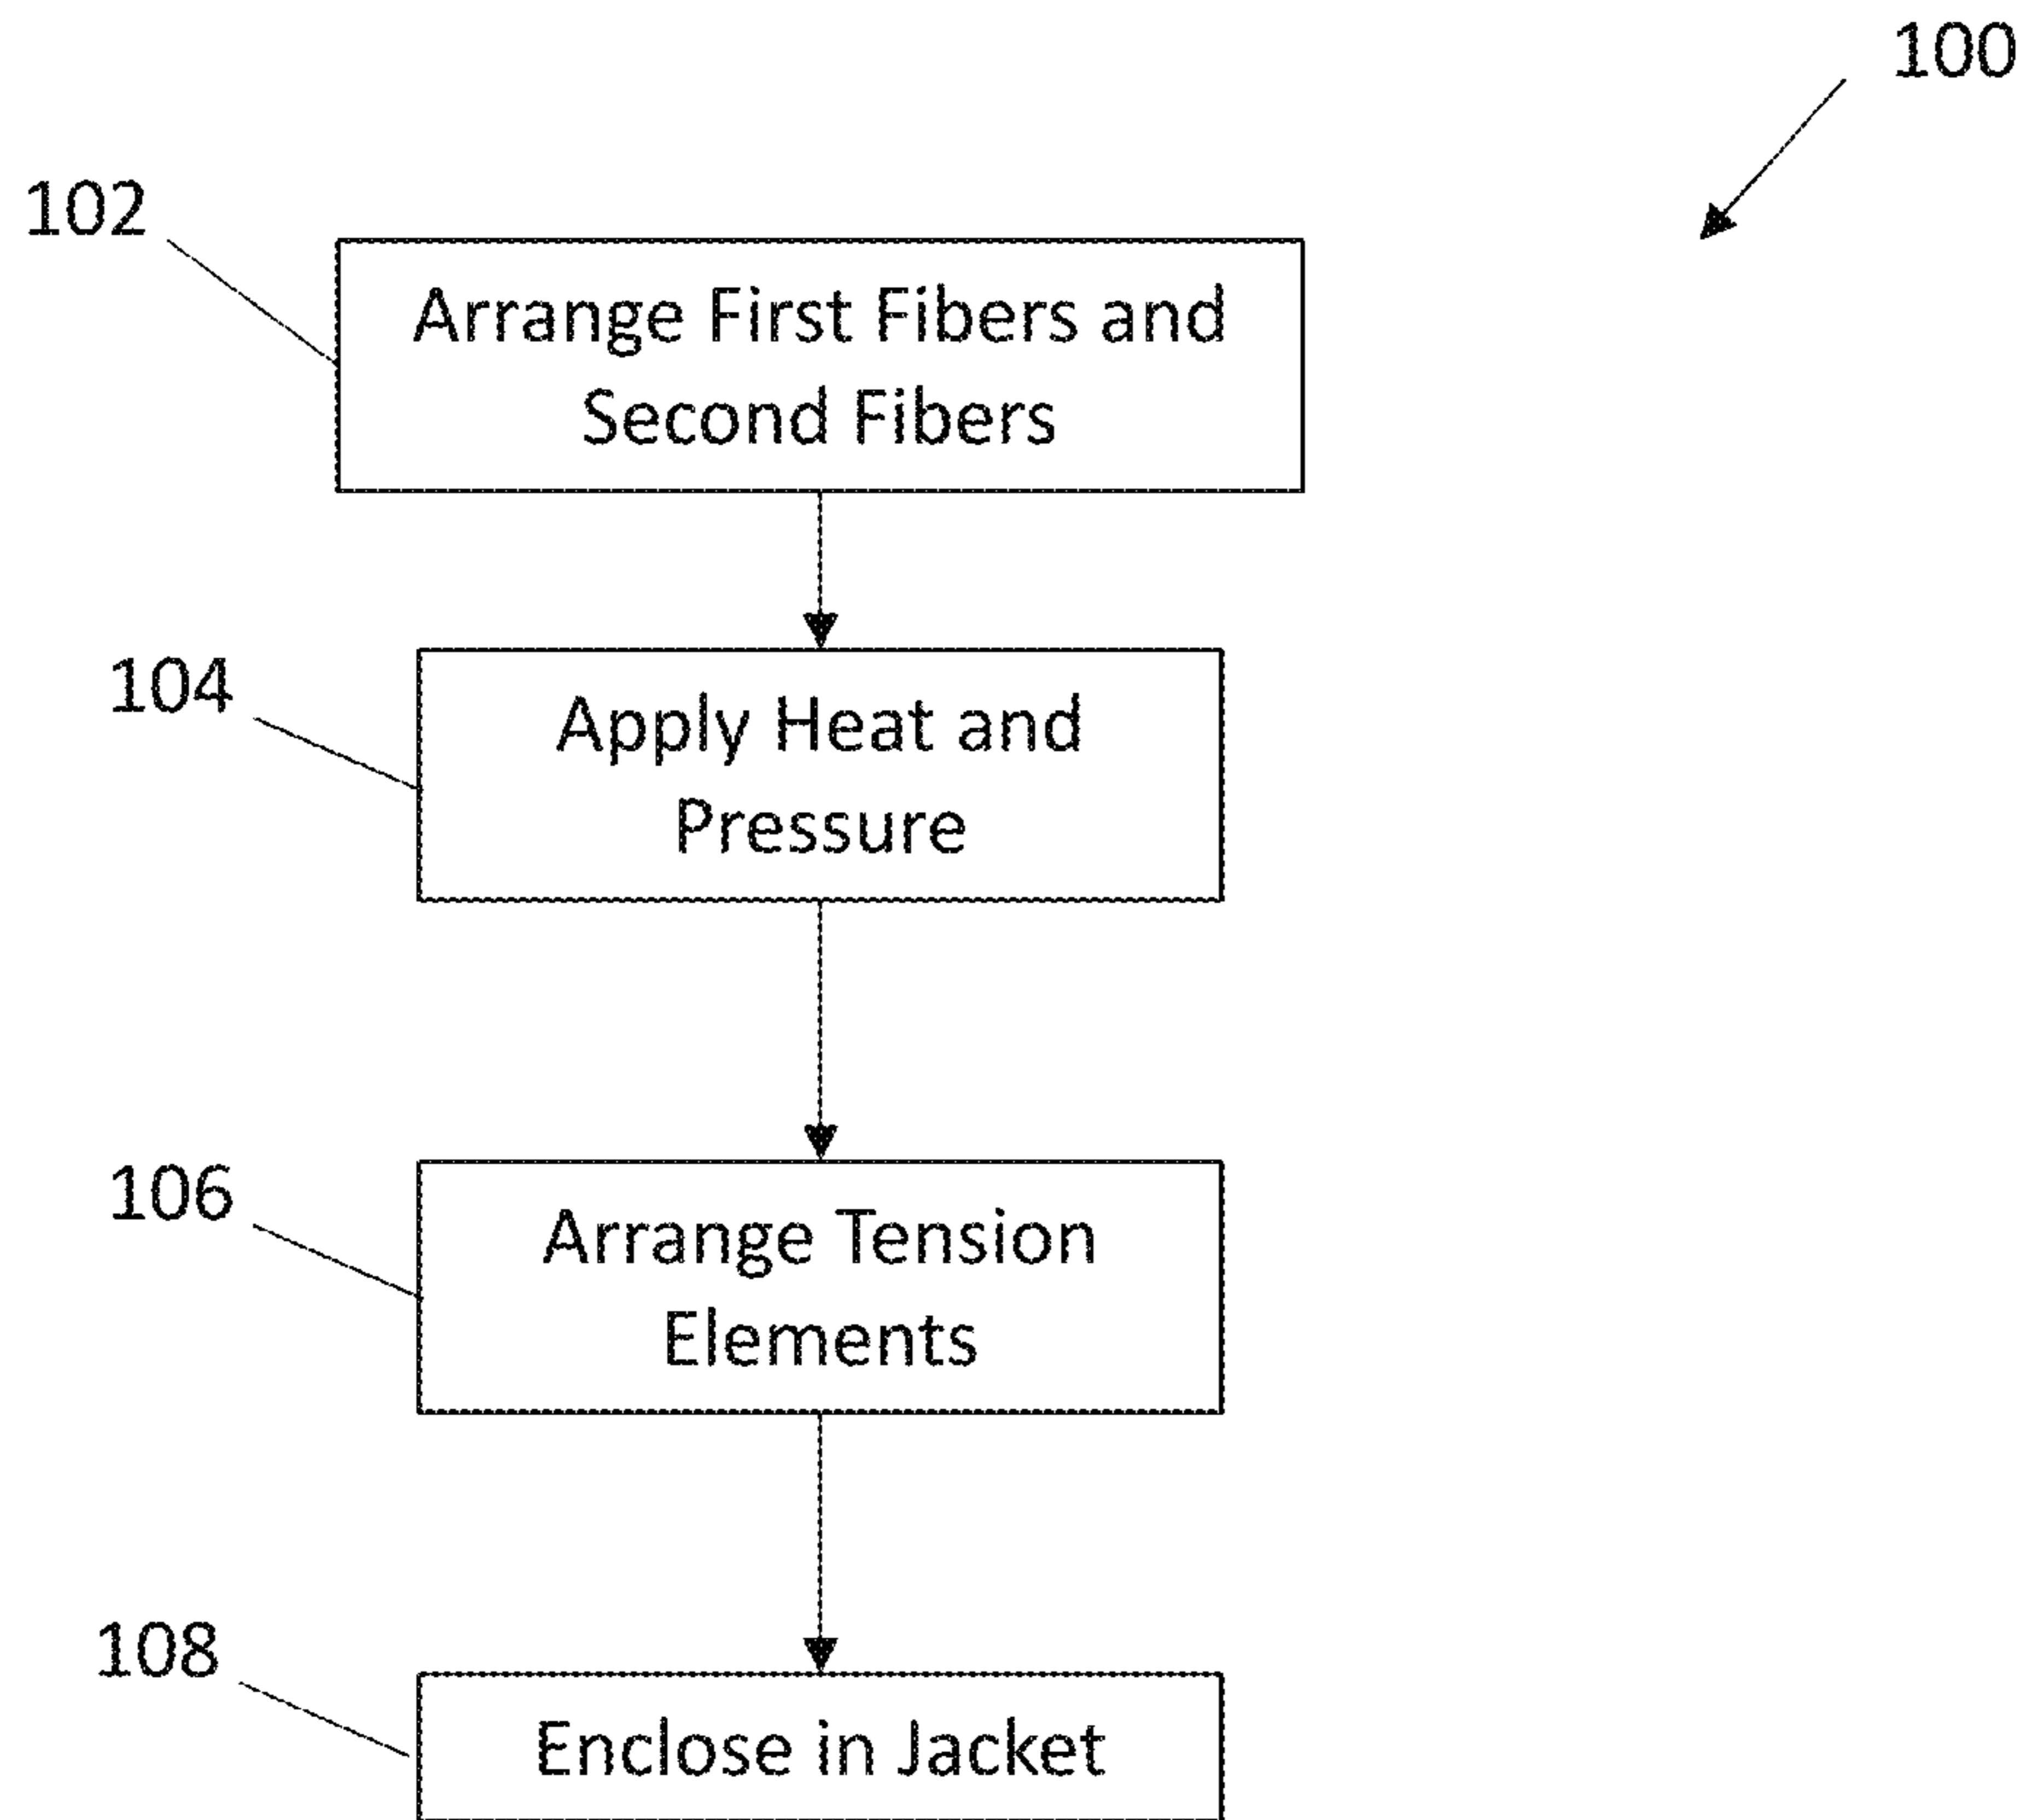 100
102
Arrange First Fibers and
Second Fibers
104
Apply Heat and
Pressure
106
Arrange Tension
Elements
108
Enclose in Jacket